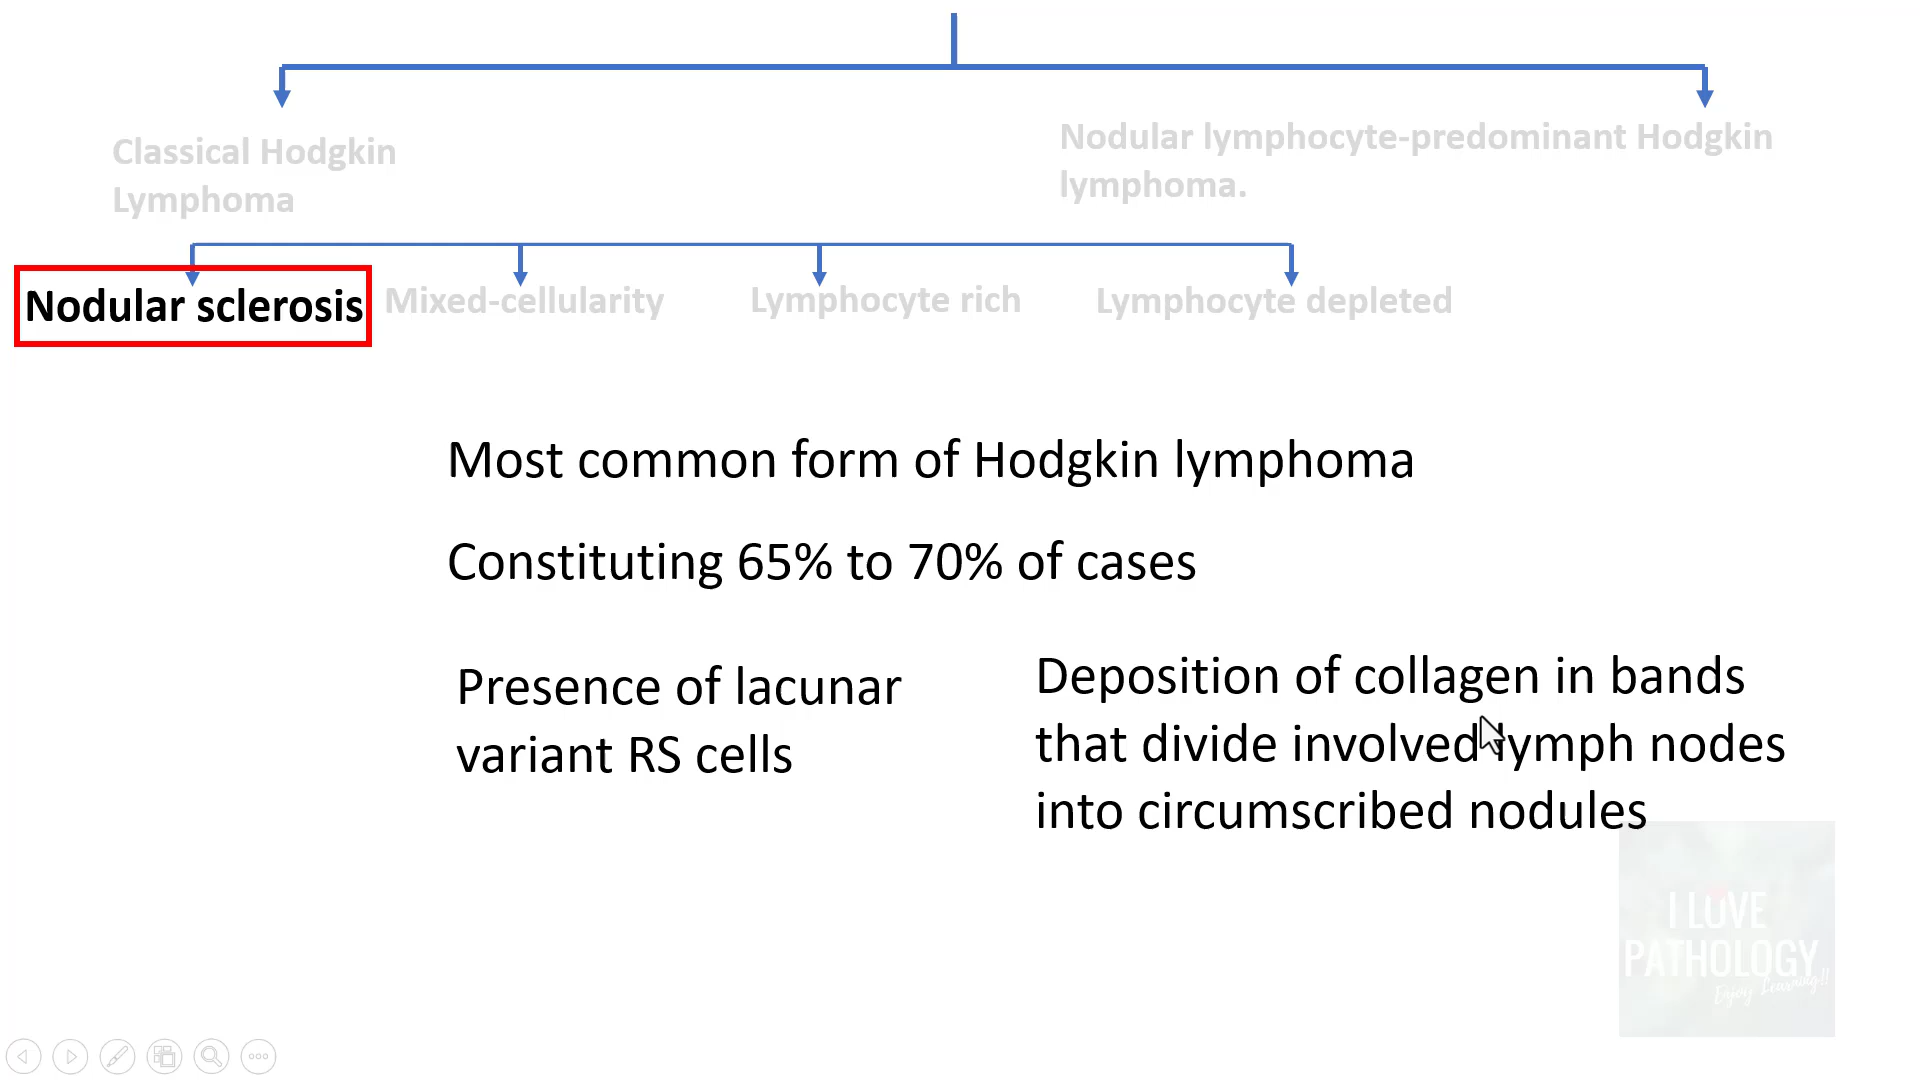 Classical Hodgkin
Lymphoma
Nodular lymphocyte-predominant Hodgkin
lymphoma.
Nodular sclerosis
Mixed-cellularity
Lymphocyte rich
Lymphocyte depleted
Most common form of Hodgkin lymphoma
Constituting 65% to 70% of cases
Presence of lacunar
variant RS cells
Deposition of collagen in bands
that divide involved lymph nodes
into circumscribed nodules
I LOVE
PATHOLOGY
Enjoy Learning!!